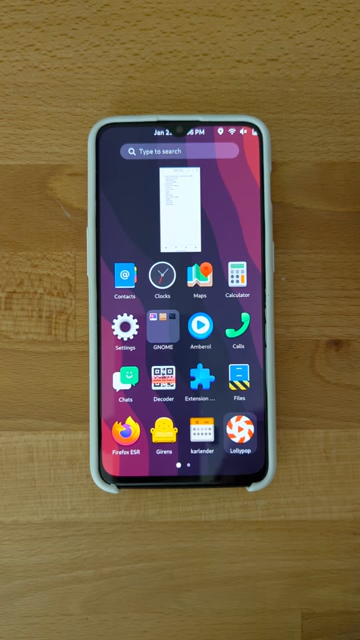 Jan 2 PM
Type to search
Contacts Clocks Maps Calculator
Settings GNOME Amberol Calls
Chats Decoder Extension ... Files
Firefox ESR Girens karlender Lollypop